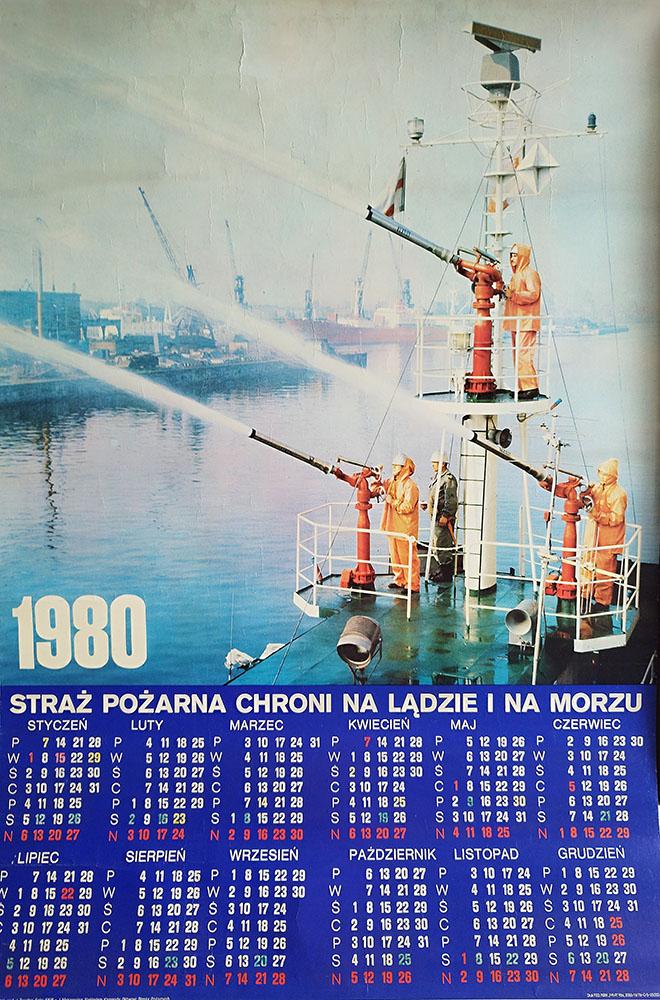 1980
STRAŻ POŻARNA CHRONI NA LĄDZIE I NA MORZU
STYCZEŃ LUTY MARZEC KWIECIEŃ MAJ CZERWIEC
P 7 14 21 28 P 4 11 18 25 P 3 10 17 24 31 P 7 14 21 28 P 5 12 19 26 P 2 9 16 23 30
W 1 8 15 22 29 W 5 12 19 26 W 4 11 18 25 W 1 8 15 22 29 W 6 13 20 27 W 3 10 17 24
Ś 2 9 16 23 30 Ś 6 13 20 27 Ś 5 12 19 26 Ś 2 9 16 23 30 Ś 7 14 21 28 Ś 4 11 18 25
C 3 10 17 24 31 C 7 14 21 28 C 6 13 20 27 C 3 10 17 24 C 1 8 15 22 29 C 5 12 19 26
P 4 11 18 25 P 1 8 15 22 29 P 7 14 21 28 P 4 11 18 25 P 2 9 16 23 30 P 6 13 20 27
S 5 12 19 26 S 2 9 16 23 S 1 8 15 22 29 S 5 12 19 26 S 3 10 17 24 31 S 7 14 21 28
N 6 13 20 27 N 3 10 17 24 N 2 9 16 23 30 N 6 13 20 27 N 4 11 18 25 N 1 8 15 22 29
LIPIEC SIERPIEŃ WRZESIEŃ PAŹDZIERNIK LISTOPAD GRUDZIEŃ
P 7 14 21 28 P 4 11 18 25 P 1 8 15 22 29 P 6 13 20 27 P 3 10 17 24 P 1 8 15 22 29
W 1 8 15 22 29 W 5 12 19 26 W 2 9 16 23 30 W 7 14 21 28 W 4 11 18 25 W 2 9 16 23 30
Ś 2 9 16 23 30 Ś 6 13 20 27 Ś 3 10 17 24 Ś 1 8 15 22 29 Ś 5 12 19 26 Ś 3 10 17 24 31
C 3 10 17 24 31 C 7 14 21 28 C 4 11 18 25 C 2 9 16 23 30 C 6 13 20 27 C 4 11 18 25
P 4 11 18 25 P 1 8 15 22 29 P 5 12 19 26 P 3 10 17 24 31 P 7 14 21 28 P 5 12 19 26
5 12 19 26 S 2 9 16 23 30 S 6 13 20 27 S 4 11 18 25 S 1 8 15 22 29 S 6 13 20 27
6 13 20 27 N 3 10 17 24 31 N 7 14 21 28 N 5 12 19 26 N 2 9 16 23 30 N 7 14 21 28